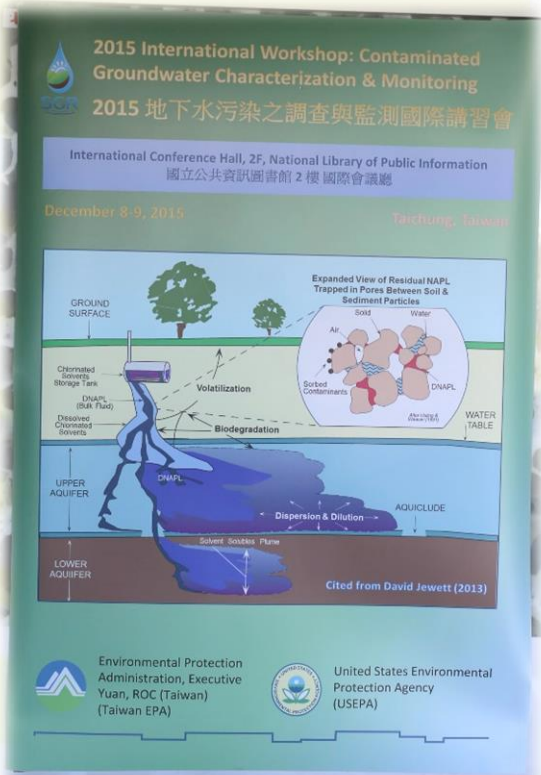 SGR
2015 International Workshop: Contaminated
Groundwater Characterization & Monitoring
2015 地下水污染之調查與監測國際講習會
International Conference Hall, 2F, National Library of Public Information
國立公共資訊圖書館 2 樓 國際會議廳
December 8-9, 2015
Taichung, Taiwan
Expanded View of Residual NAPL
Trapped in Pores Between Soil &
Sediment Particles
GROUND
SURFACE
Solid
Water
Air
Chlorinated
Solvents
Storage Tank
Volatilization
Sorbed
Contaminants
DNAPL
DNAPL
(Bulk Fluid)
Dissolved
Chlorinated
Solvents
Biodegradation
WATER
TABLE
DNAPL
UPPER
AQUIFER
AQUICLUDE
Dispersion & Dilution
Solvent Solubles Plume
LOWER
AQUIIFER
Cited from David Jewett (2013)
Environmental Protection
Administration, Executive
Yuan, ROC (Taiwan)
(Taiwan EPA)
United States Environmental
Protection Agency
(USEPA)